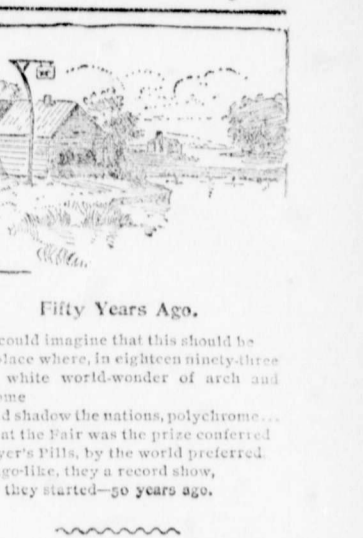 Fifty Years Ago.
could imagine that this should be
place where, in eighteen ninety-three
white world-wonder of arch and
ome
d shadow the nations, polychrome...
at the Fair was the prize conferred
yer's Pills, by the world preferred.
go-like, they a record show,
they started—50 years ago.